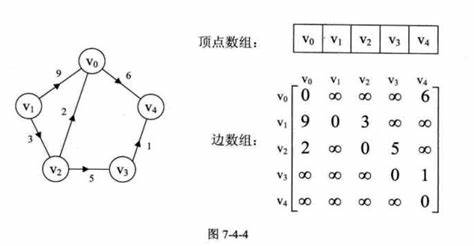 顶点数组: v₀ v₁ v₂ v₃ v₄
v₀
9
6
v₁
2
v₄
3
1
v₂
5
v₃
边数组:
v₀ v₁ v₂ v₃ v₄
v₀ 0 ∞ ∞ ∞ 6
v₁ 9 0 3 ∞ ∞
v₂ 2 ∞ 0 5 ∞
v₃ ∞ ∞ ∞ 0 1
v₄ ∞ ∞ ∞ ∞ 0
图 7-4-4